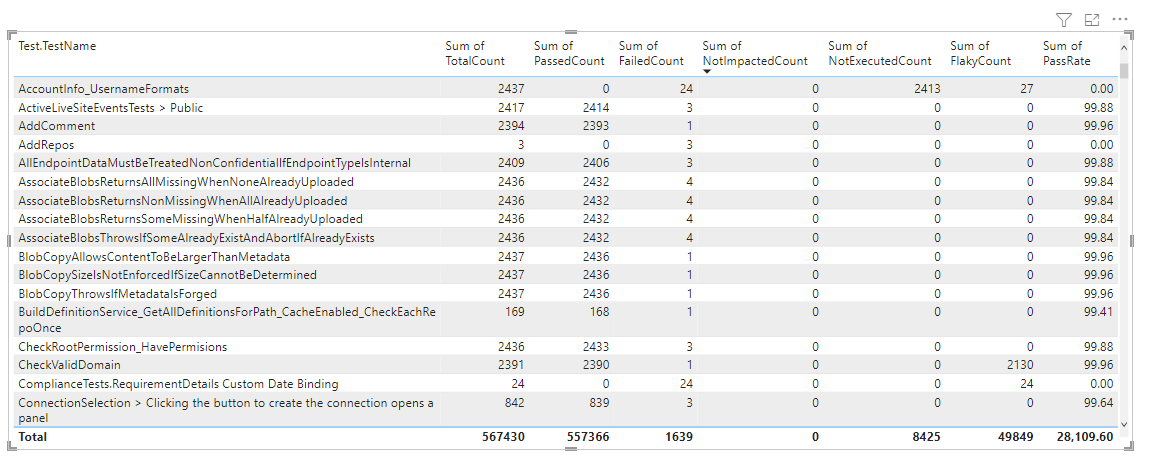 Test.TestName Sum of TotalCount Sum of PassedCount Sum of FailedCount Sum of NotImpactedCount Sum of NotExecutedCount Sum of FlakyCount Sum of PassRate
AccountInfo_UsernameFormats 2437 0 24 0 2413 27 0.00
ActiveLiveSiteEventsTests > Public 2417 2414 3 0 0 0 99.88
AddComment 2394 2393 1 0 0 0 99.96
AddRepos 3 0 3 0 0 0 0.00
AllEndpointDataMustBeTreatedNonConfidentialIfEndpointTypeIsInternal 2409 2406 3 0 0 0 99.88
AssociateBlobsReturnsAllMissingWhenNoneAlreadyUploaded 2436 2432 4 0 0 0 99.84
AssociateBlobsReturnsNonMissingWhenAllAlreadyUploaded 2436 2432 4 0 0 0 99.84
AssociateBlobsReturnsSomeMissingWhenHalfAlreadyUploaded 2436 2432 4 0 0 0 99.84
AssociateBlobsThrowsIfSomeAlreadyExistAndAbortIfAlreadyExists 2436 2432 4 0 0 0 99.84
BlobCopyAllowsContentToBeLargerThanMetadata 2437 2436 1 0 0 0 99.96
BlobCopySizeIsNotEnforcedIfSizeCannotBeDetermined 2437 2436 1 0 0 0 99.96
BlobCopyThrowsIfMetadataIsForged 2437 2436 1 0 0 0 99.96
BuildDefinitionService_GetAllDefinitionsForPath_CacheEnabled_CheckEachRe 169 168 1 0 0 0 99.41
poOnce
CheckRootPermission_HavePermisions 2436 2433 3 0 0 0 99.88
CheckValidDomain 2391 2390 1 0 0 2130 99.96
ComplianceTests.RequirementDetails Custom Date Binding 24 0 24 0 0 24 0.00
ConnectionSelection > Clicking the button to create the connection opens a 842 839 3 0 0 0 99.64
panel
Total 567430 557366 1639 0 8425 49849 28,109.60